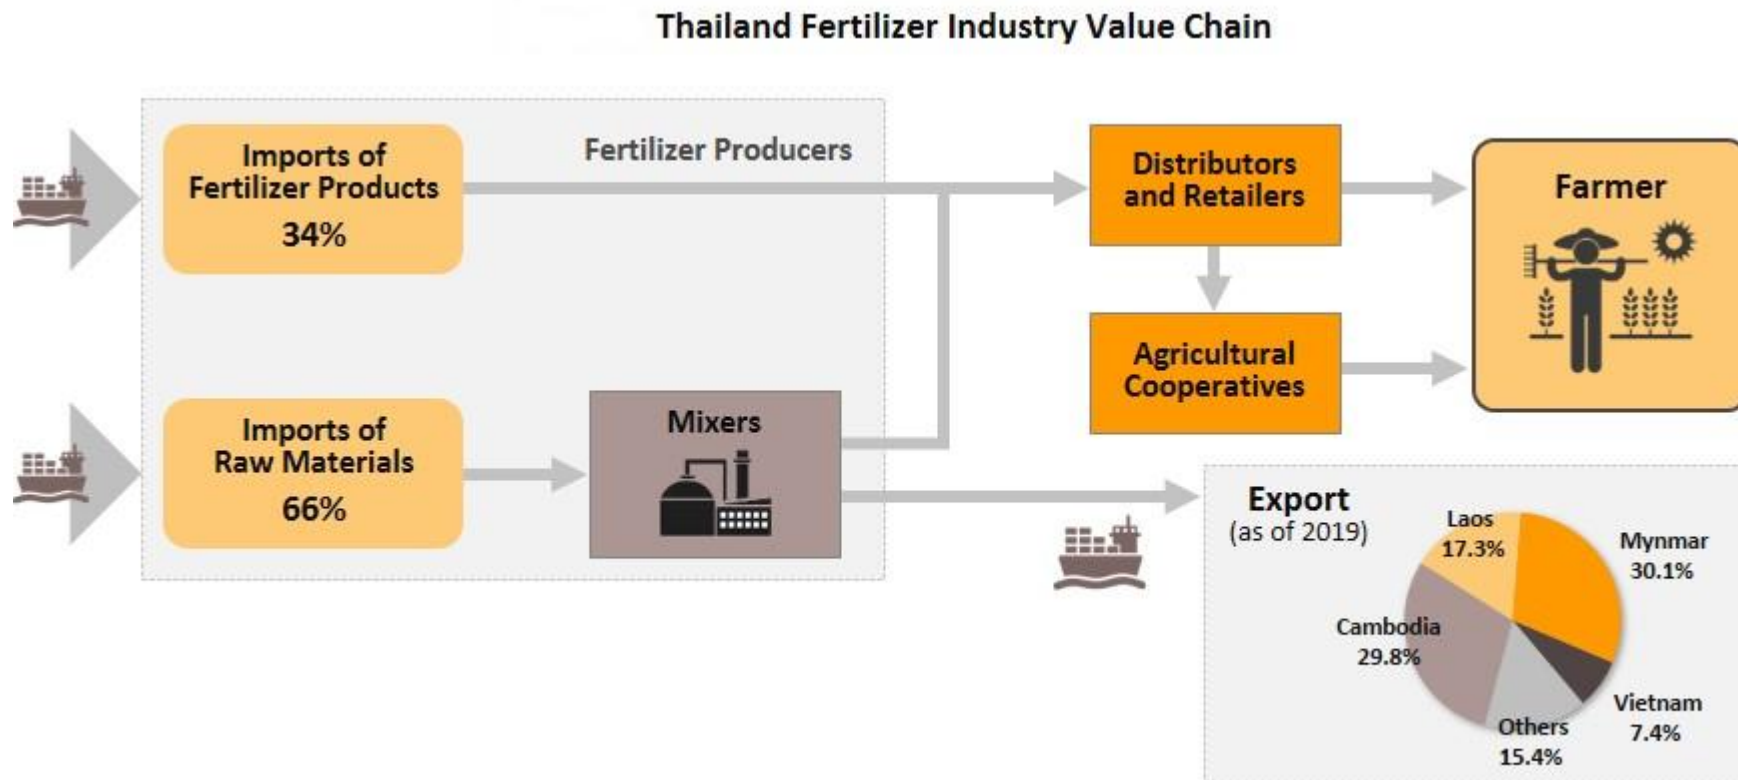 Thailand Fertilizer Industry Value Chain
Imports of
Fertilizer Products
34%
Fertilizer Producers
Distributors
and Retailers
Farmer
Agricultural
Cooperatives
Imports of
Raw Materials
66%
Mixers
Export
(as of 2019)
Laos
17.3%
Mynmar
30.1%
Cambodia
29.8%
Vietnam
7.4%
Others
15.4%